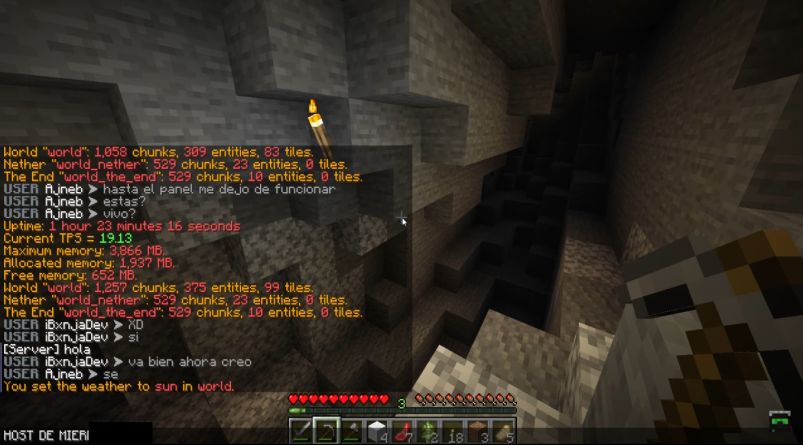 World "world": 1,058 chunks, 309 entities, 83 tiles.
Nether "world_nether": 529 chunks, 23 entities, 0 tiles.
The End "world_the_end": 529 chunks, 10 entities, 0 tiles.
USER Ajneb ➤ hasta el panel me dejo de funcionar
USER Ajneb ➤ estas?
USER Ajneb ➤ vivo?
Uptime: 1 hour 23 minutes 16 seconds
Current TPS = 19.13
Maximum memory: 3,866 MB.
Allocated memory: 1,937 MB.
Free memory: 652 MB.
World "world": 1,257 chunks, 375 entities, 99 tiles.
Nether "world_nether": 529 chunks, 23 entities, 0 tiles.
The End "world_the_end": 529 chunks, 10 entities, 0 tiles.
USER iBxnjaDev ➤ XD
USER iBxnjaDev ➤ si
[Server] hola
USER iBxnjaDev ➤ va bien ahora creo
USER Ajneb ➤ se
You set the weather to sun in world.
3
4 7 2 18 3 5
HOST DE MIER